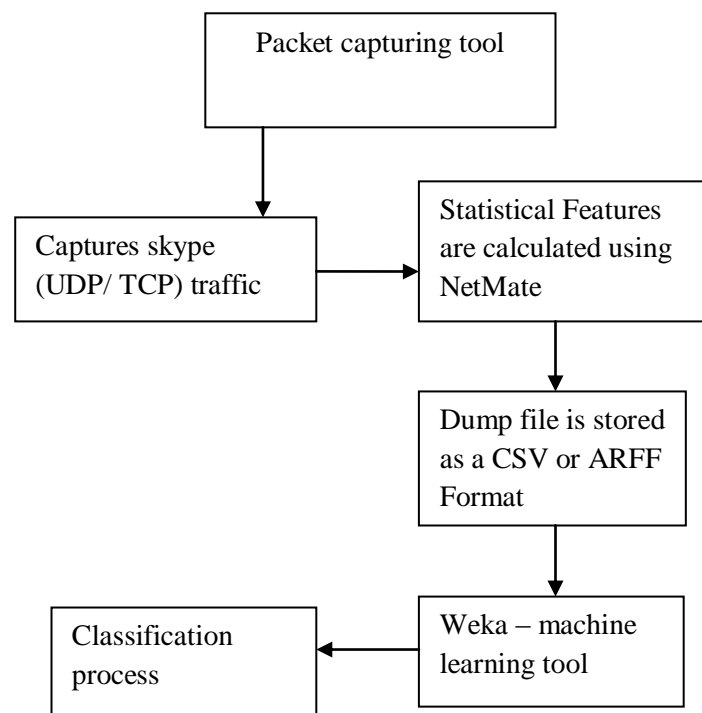 Packet capturing tool
Captures skype
(UDP/ TCP) traffic
Statistical Features
are calculated using
NetMate
Dump file is stored
as a CSV or ARFF
Format
Weka – machine
learning tool
Classification
process